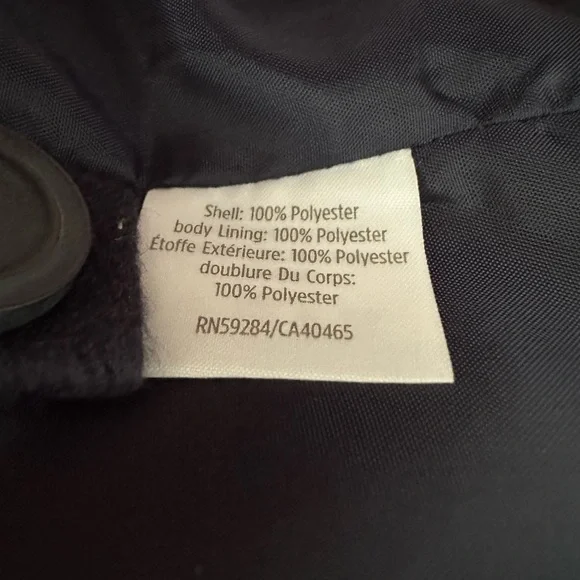 Shell: 100% Polyester
body Lining: 100% Polyester
Étoffe Extérieure: 100% Polyester
doublure Du Corps:
100% Polyester
RN59284/CA40465